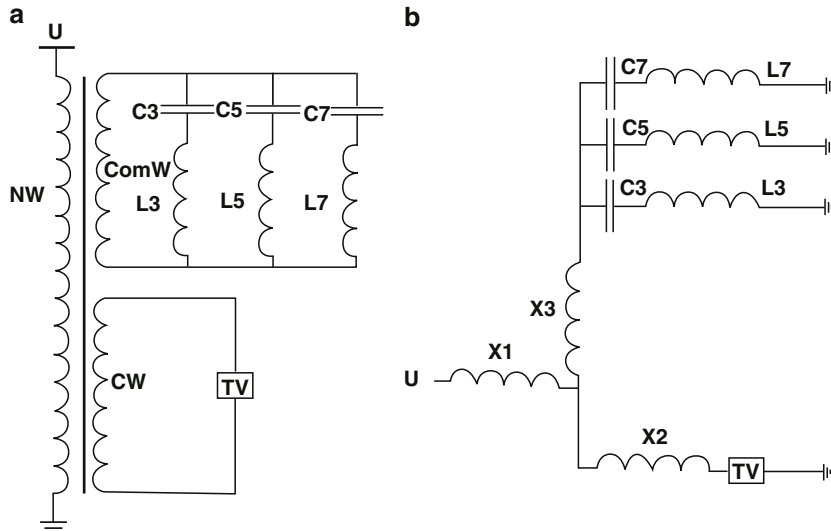 a
U
C3 C5 C7
ComW
NW
L3 L5 L7
CW
TV
b
C7 L7
C5 L5
C3 L3
X3
X1
U
X2
TV